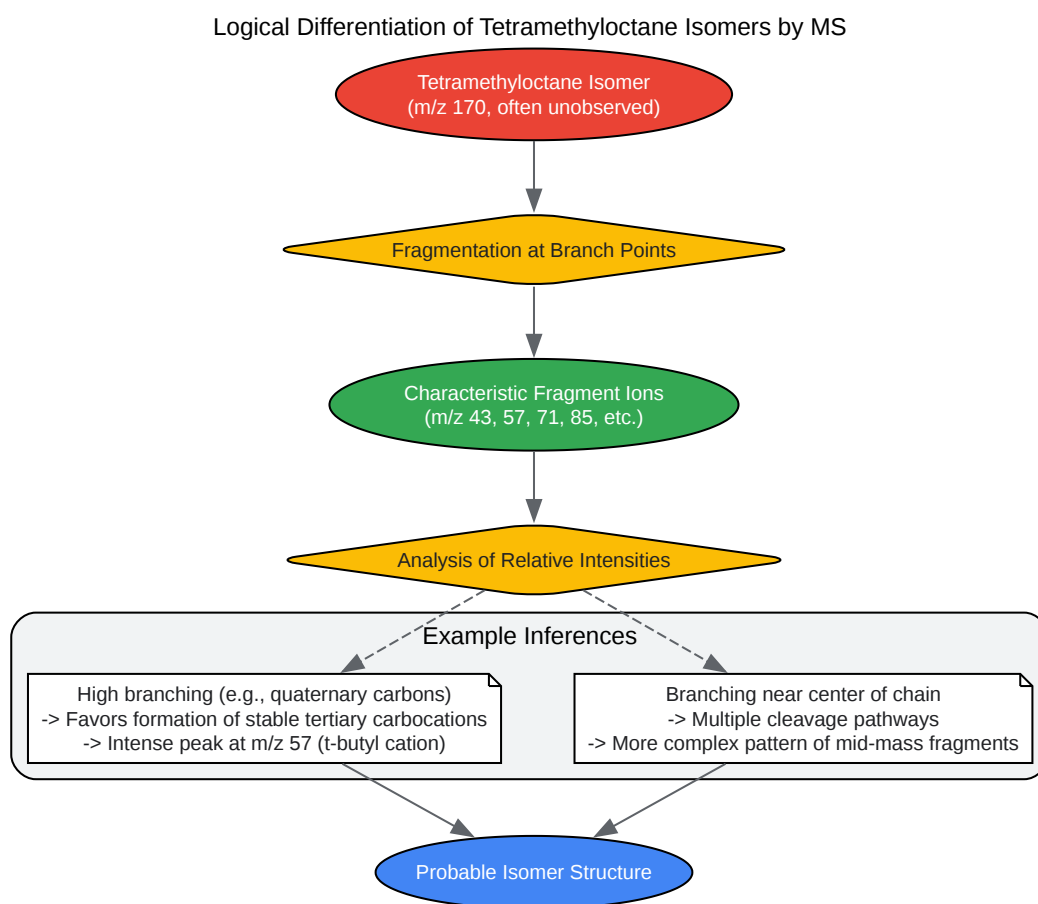 Logical Differentiation of Tetramethyloctane Isomers by MS
Tetramethyloctane Isomer
(m/z 170, often unobserved)
Fragmentation at Branch Points
Characteristic Fragment Ions
(m/z 43, 57, 71, 85, etc.)
Analysis of Relative Intensities
Example Inferences
High branching (e.g., quaternary carbons)
-> Favors formation of stable tertiary carbocations
-> Intense peak at m/z 57 (t-butyl cation)
Branching near center of chain
-> Multiple cleavage pathways
-> More complex pattern of mid-mass fragments
Probable Isomer Structure